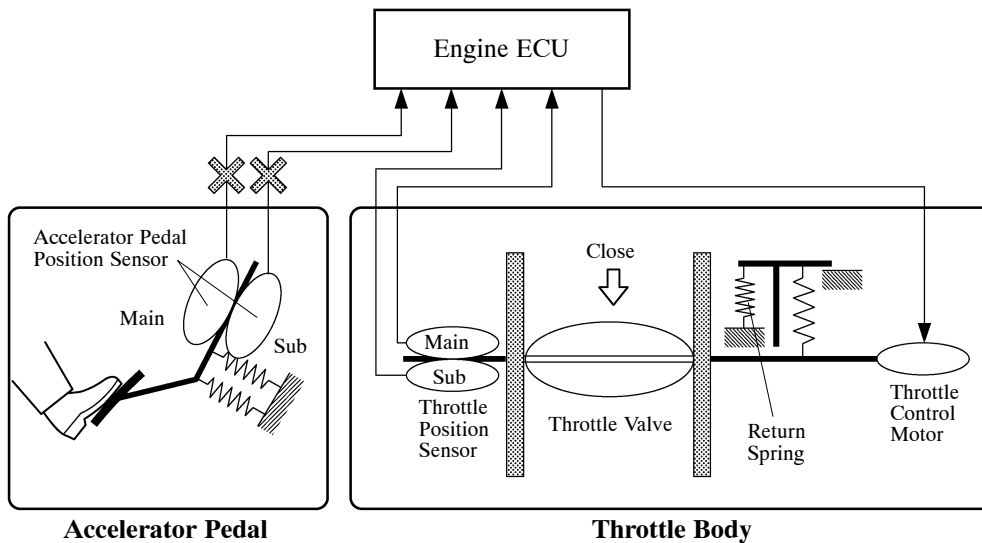 Engine ECU
Accelerator Pedal
Position Sensor
Main
Sub
Close
Main
Sub
Throttle
Position
Sensor
Throttle Valve
Return
Spring
Throttle
Control
Motor
Accelerator Pedal
Throttle Body